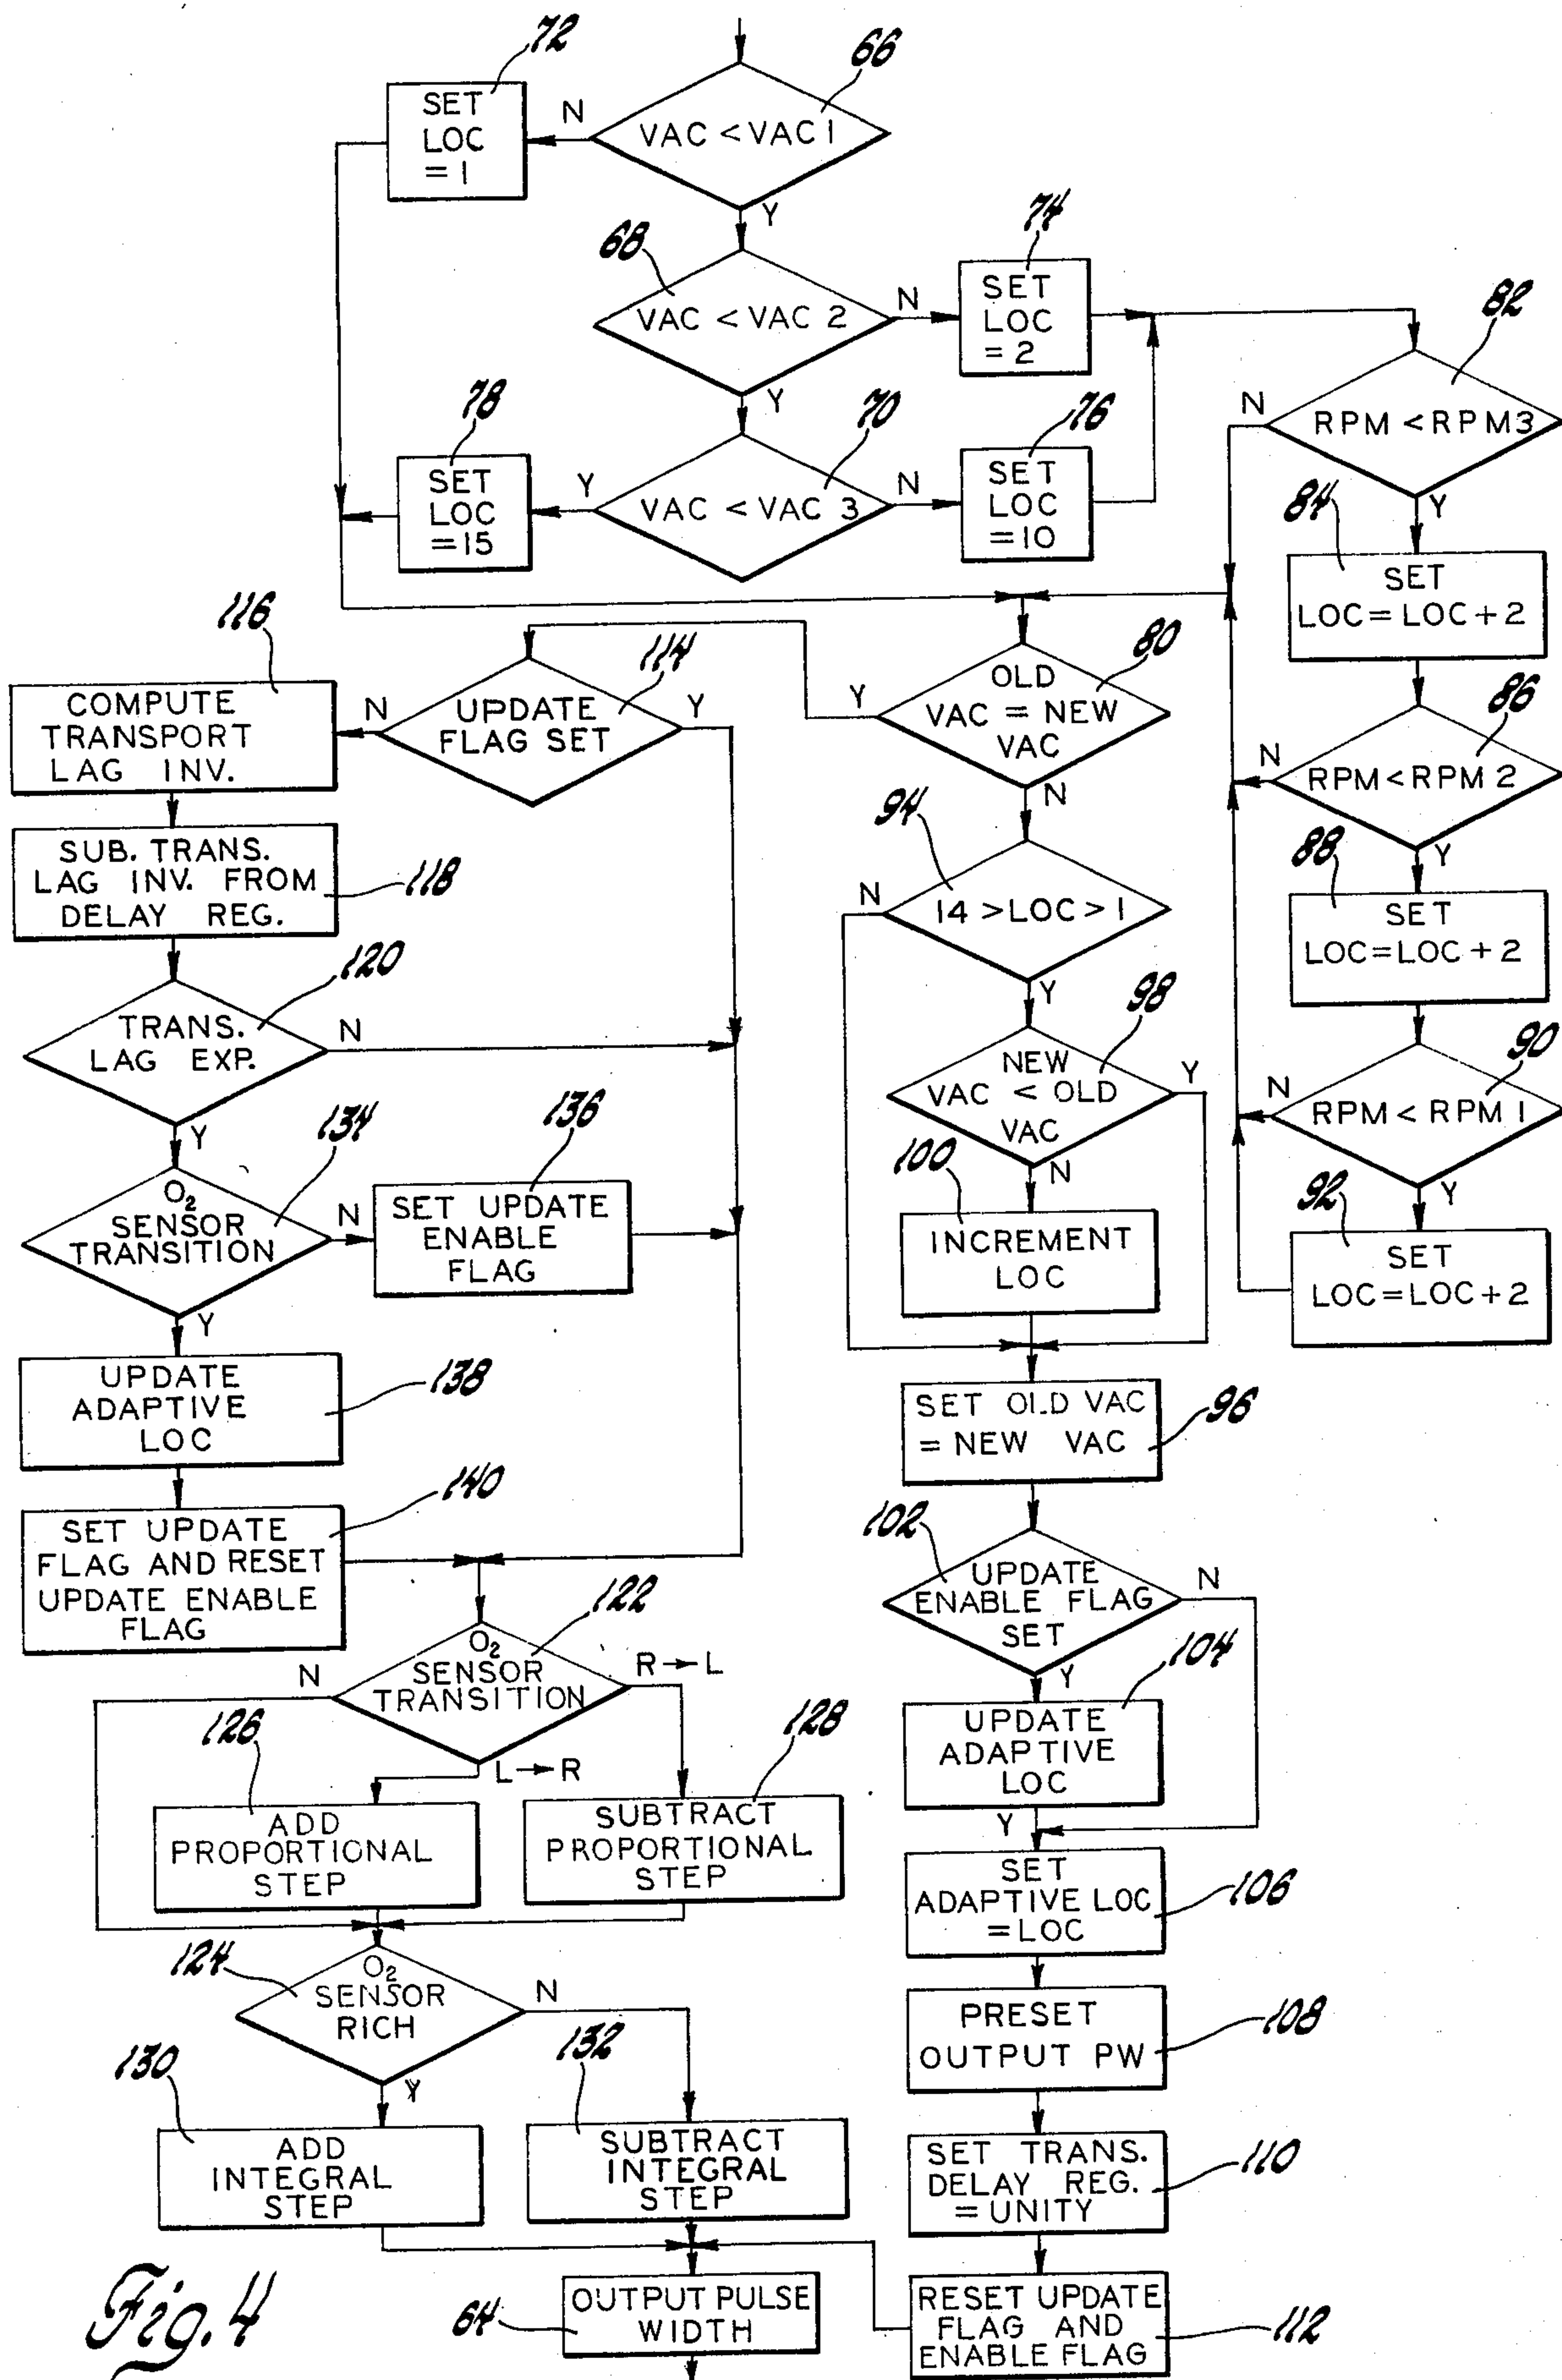 72
66
SET
LOC
= 1
N
VAC < VAC 1
Y
74
68
SET
LOC
= 2
N
VAC < VAC 2
82
Y
78
70
76
N
RPM < RPM3
SET
LOC
=15
Y
VAC < VAC 3
N
SET
LOC
=10
84
Y
SET
LOC=LOC+2
116
114
80
COMPUTE
TRANSPORT
LAG INV.
N
UPDATE
FLAG SET
Y
Y
OLD
VAC = NEW
VAC
86
N
RPM<RPM 2
N
94
88
Y
SUB. TRANS.
LAG INV. FROM
DELAY REG.
118
N
14 >LOC > 1
SET
LOC=LOC+2
120
Y
98
TRANS.
LAG EXP.
N
NEW
VAC < OLD
VAC
Y
90
N
RPM < RPM 1
Y
134
136
100
N
92
Y
O2
SENSOR
TRANSITION
N
SET UPDATE
ENABLE
FLAG
INCREMENT
LOC
SET
LOC=LOC+2
Y
UPDATE
ADAPTIVE
LOC
138
SET OLD VAC
= NEW VAC
96
140
SET UPDATE
FLAG AND RESET
UPDATE ENABLE
FLAG
102
UPDATE
ENABLE FLAG
SET
N
122
O2
SENSOR
TRANSITION
N
R→L
Y
104
126
128
L→R
UPDATE
ADAPTIVE
LOC
ADD
PROPORTIONAL
STEP
SUBTRACT
PROPORTIONAL
STEP
Y
SET
ADAPTIVE LOC
=LOC
106
124
O2
SENSOR
RICH
N
PRESET
OUTPUT PW
108
130
132
Y
ADD
INTEGRAL
STEP
SUBTRACT
INTEGRAL
STEP
SET TRANS.
DELAY REG.
=UNITY
110
Fig. 4
64
OUTPUT PULSE
WIDTH
RESET UPDATE
FLAG AND
ENABLE FLAG
112